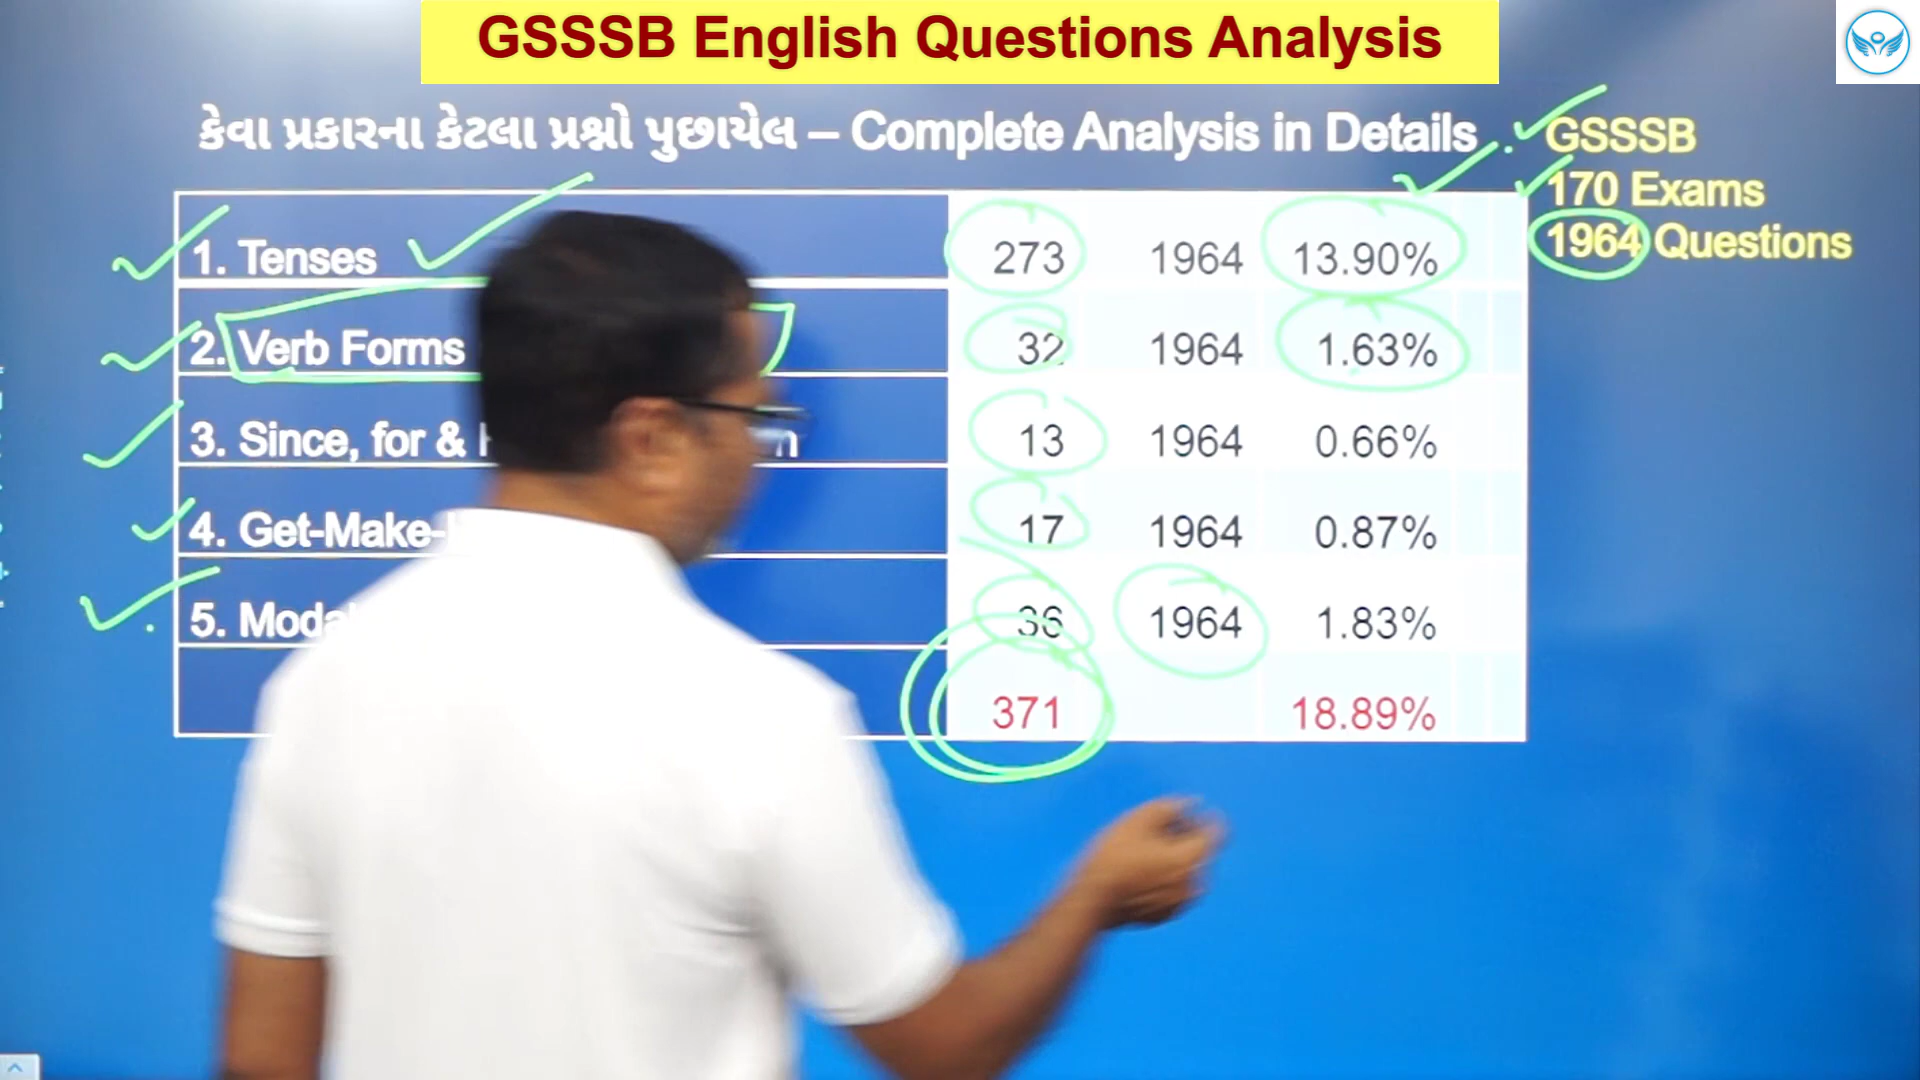 GSSSB English Questions Analysis
કેવા પ્રકારના કેટલા પ્રશ્નો પુછાયેલ – Complete Analysis in Details
GSSSB
170 Exams
1964 Questions
1. Tenses 273 1964 13.90%
2. Verb Forms 32 1964 1.63%
3. Since, for & 13 1964 0.66%
4. Get-Make- 17 1964 0.87%
5. 36 1964 1.83%
371 18.89%